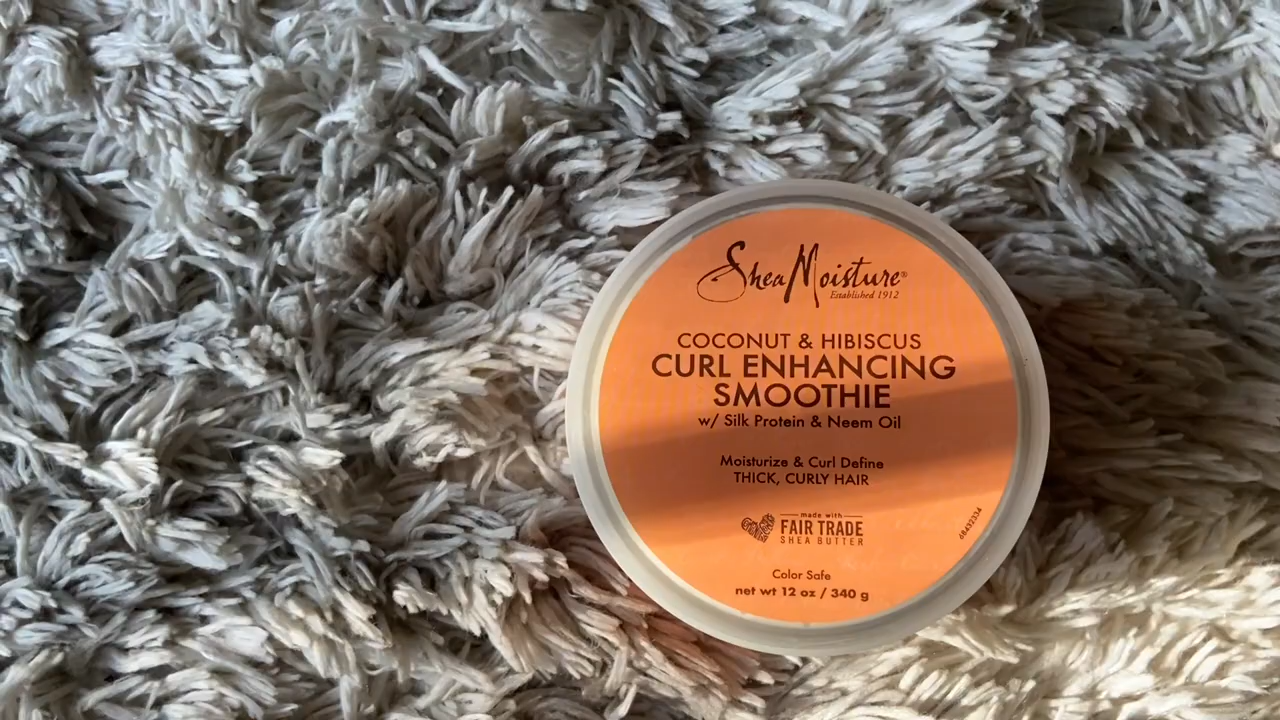 SheaMoisture®
Established 1912
COCONUT & HIBISCUS
CURL ENHANCING
SMOOTHIE
w/ Silk Protein & Neem Oil
Moisturize & Curl Define
THICK, CURLY HAIR
made with
FAIR TRADE
SHEA BUTTER
68432334
Color Safe
net wt 12 oz / 340 g